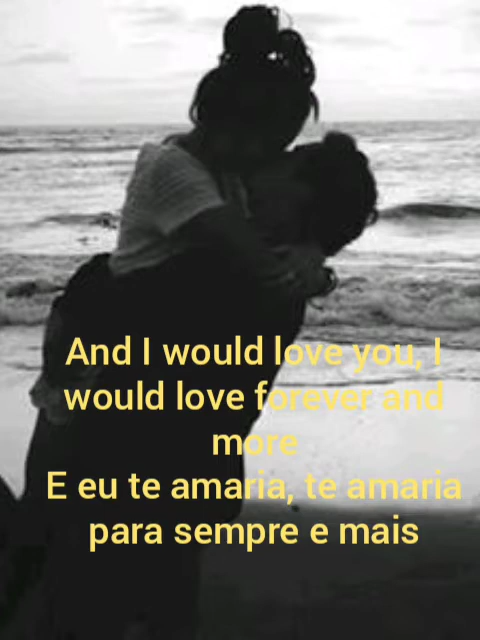 And I would love you, I
would love forever and
more
E eu te amaria, te amaria
para sempre e mais